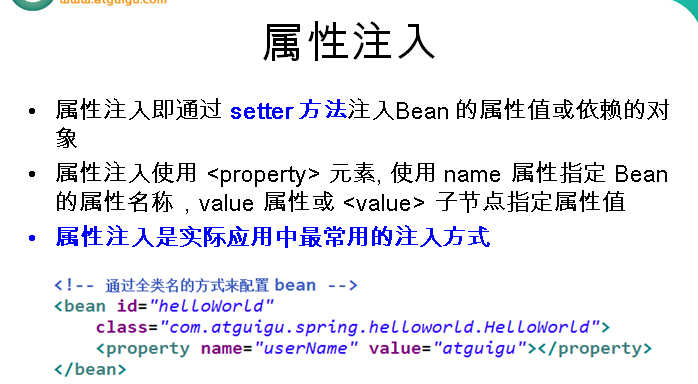 www.atguigu.com
属性注入
• 属性注入即通过 setter 方法注入Bean 的属性值或依赖的对
象
• 属性注入使用 <property> 元素, 使用 name 属性指定 Bean
的属性名称，value 属性或 <value> 子节点指定属性值
• 属性注入是实际应用中最常用的注入方式
<!-- 通过全类名的方式来配置 bean -->
<bean id="helloWorld"
class="com.atguigu.spring.helloworld.HelloWorld">
<property name="userName" value="atguigu"></property>
</bean>